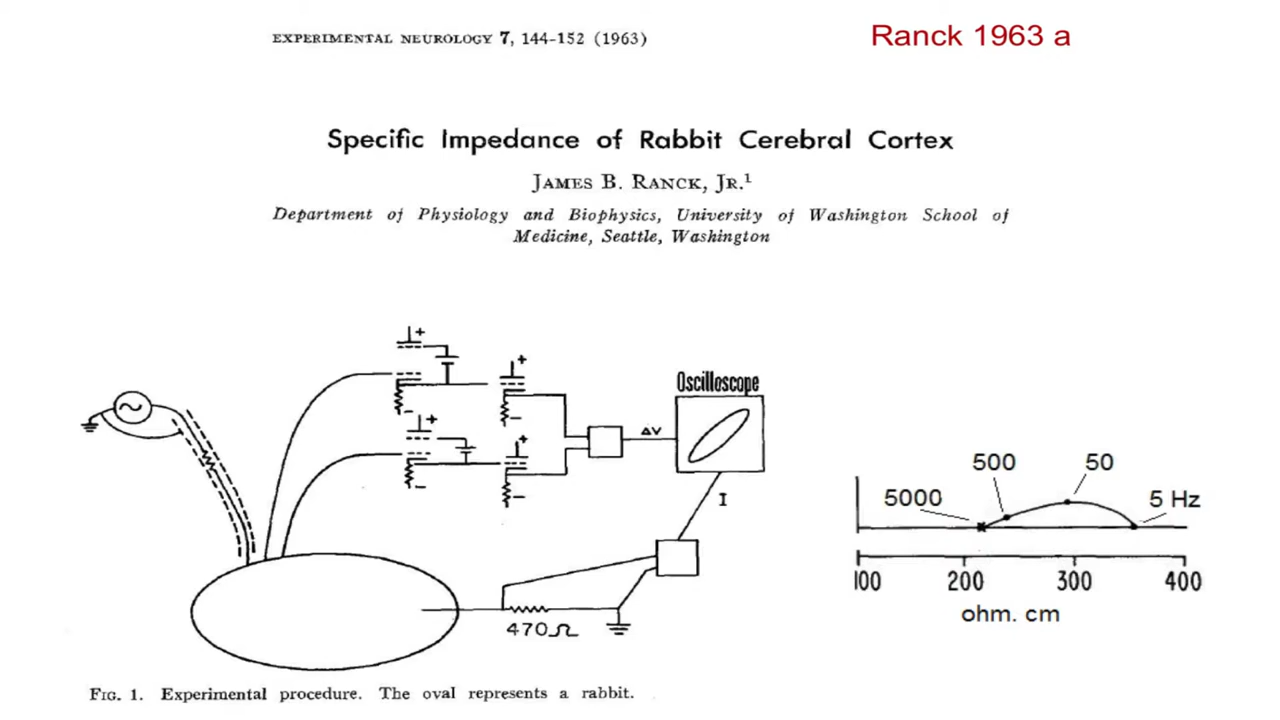 EXPERIMENTAL NEUROLOGY 7, 144-152 (1963)
Ranck 1963 a
Specific Impedance of Rabbit Cerebral Cortex
JAMES B. RANCK, JR.¹
Department of Physiology and Biophysics, University of Washington School of
Medicine, Seattle, Washington
+
+
-
-
+
+
-
-
Oscilloscope
ΔV
I
470Ω
5000
500
50
5 Hz
100 200 300 400
ohm. cm
FIG. 1. Experimental procedure. The oval represents a rabbit.